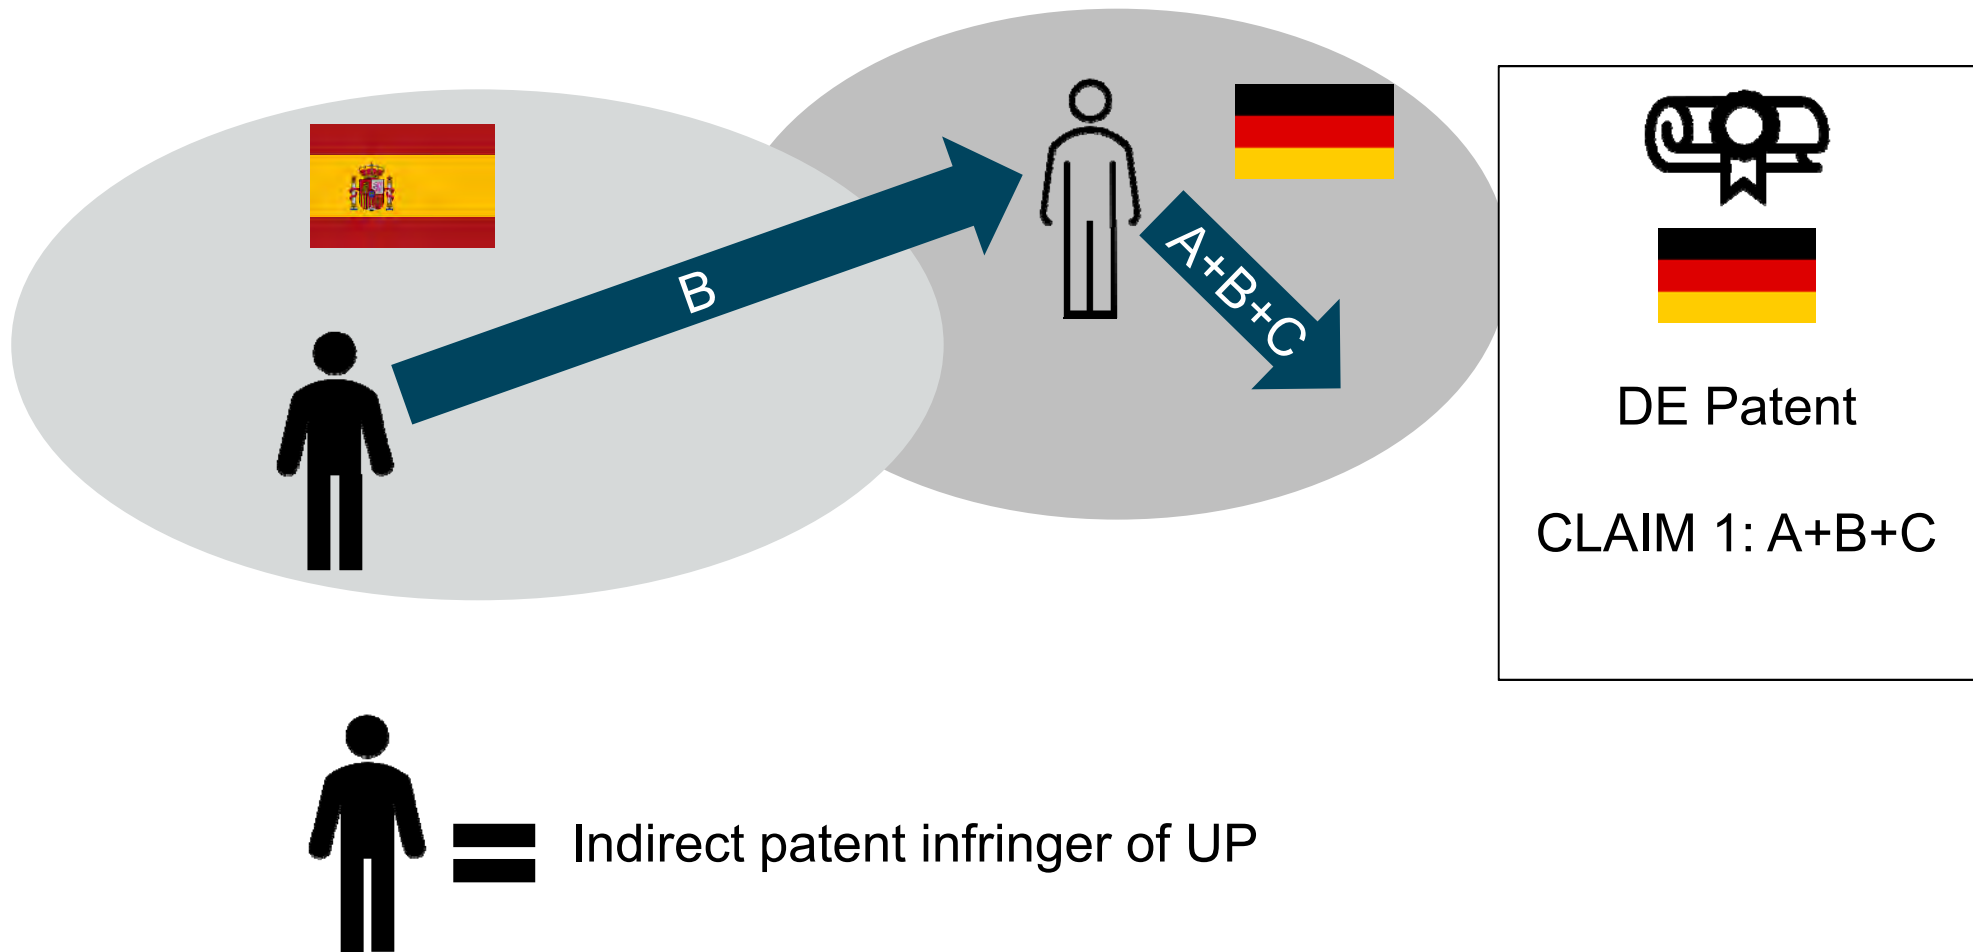 B
A+B+C
DE Patent
CLAIM 1: A+B+C
Indirect patent infringer of UP